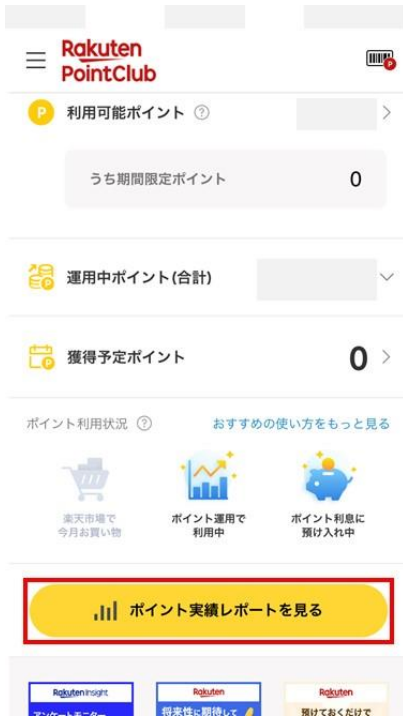 Rakuten
PointClub
利用可能ポイント ?
うち期間限定ポイント 0
運用中ポイント(合計)
獲得予定ポイント 0
ポイント利用状況 ? おすすめの使い方をもっと見る
楽天市場で
今月お買い物
ポイント運用で
利用中
ポイント利息に
預け入れ中
ポイント実績レポートを見る
Rakuten Insight
アンケートモニター
Rakuten
将来性に期待して
Rakuten
預けておくだけで